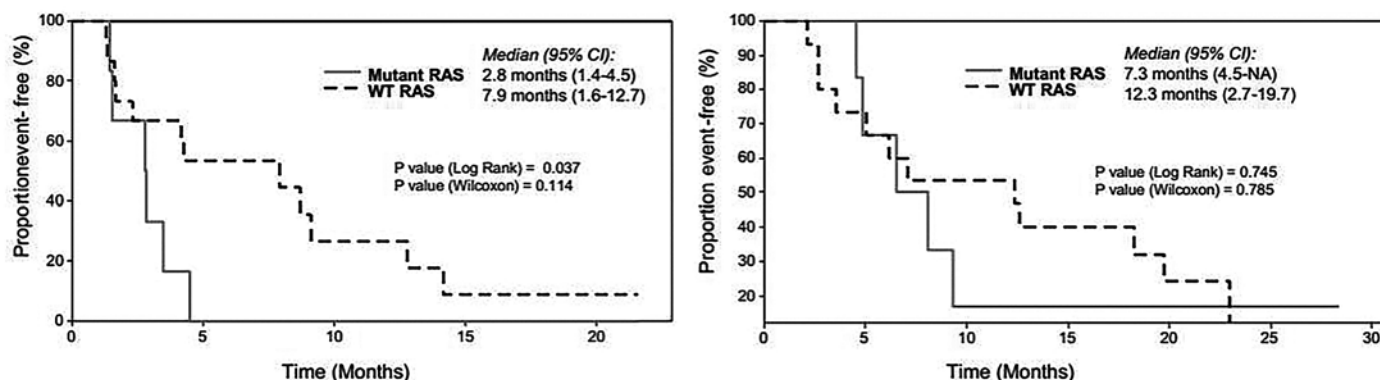 Proportionevent- free (%)
100
80
60
40
20
0
Median (95% CI):
Mutant RAS 2.8 months (1.4-4.5)
WT RAS 7.9 months (1.6-12.7)
P value (Log Rank) = 0.037
P value (Wilcoxon) = 0.114
0 5 10 15 20
Time (Months)
Proportion event-free (%)
100
90
80
70
60
50
40
30
20
Median (95% CI):
Mutant RAS 7.3 months (4.5-NA)
WT RAS 12.3 months (2.7-19.7)
P value (Log Rank) = 0.745
P value (Wilcoxon) = 0.785
0 5 10 15 20 25 30
Time (Months)